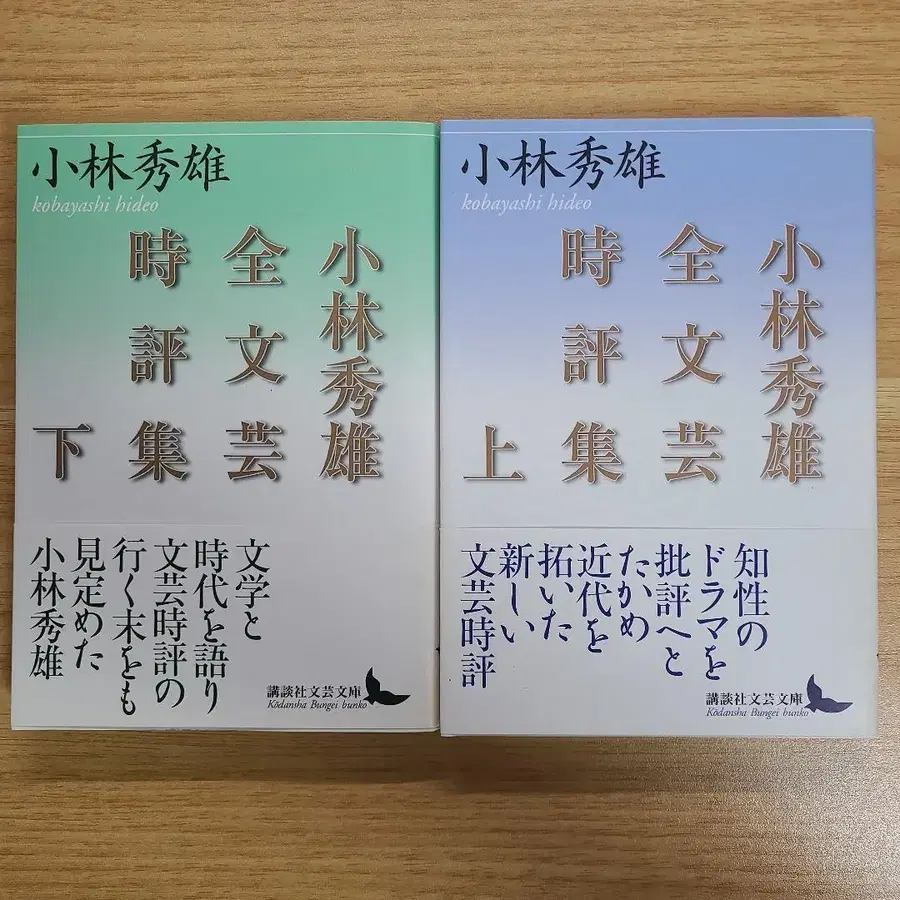 小林秀雄
kobayashi hideo
小林秀雄
全文芸
時評集
下
文学と
時代を語り
文芸時評の
行く末をも
見定めた
小林秀雄
講談社文芸文庫
Kōdansha Bungei bunko
小林秀雄
kobayashi hideo
小林秀雄
全文芸
時評集
上
知性の
ドラマを
批評へと
たかめ
近代を
拓いた
新しい
文芸時評
講談社文芸文庫
Kōdansha Bungei bunko